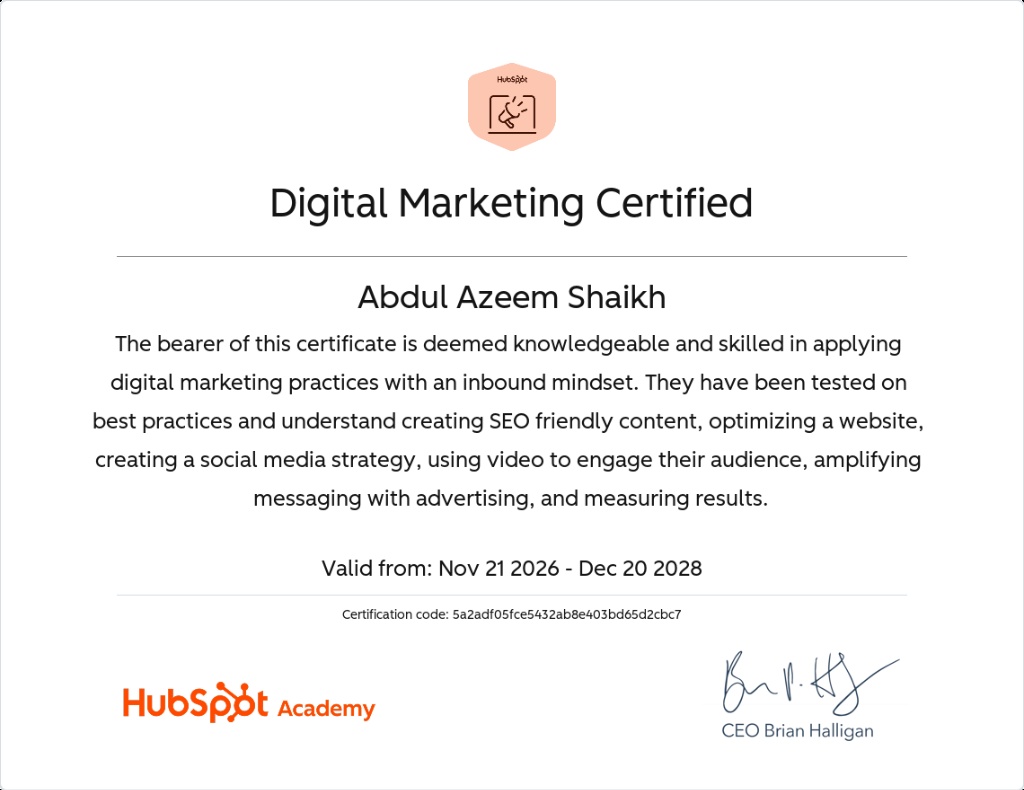 HubSpot
Digital Marketing Certified
Abdul Azeem Shaikh
The bearer of this certificate is deemed knowledgeable and skilled in applying
digital marketing practices with an inbound mindset. They have been tested on
best practices and understand creating SEO friendly content, optimizing a website,
creating a social media strategy, using video to engage their audience, amplifying
messaging with advertising, and measuring results.
Valid from: Nov 21 2026 - Dec 20 2028
Certification code: 5a2adf05fce5432ab8e403bd65d2cbc7
HubSpot Academy
CEO Brian Halligan